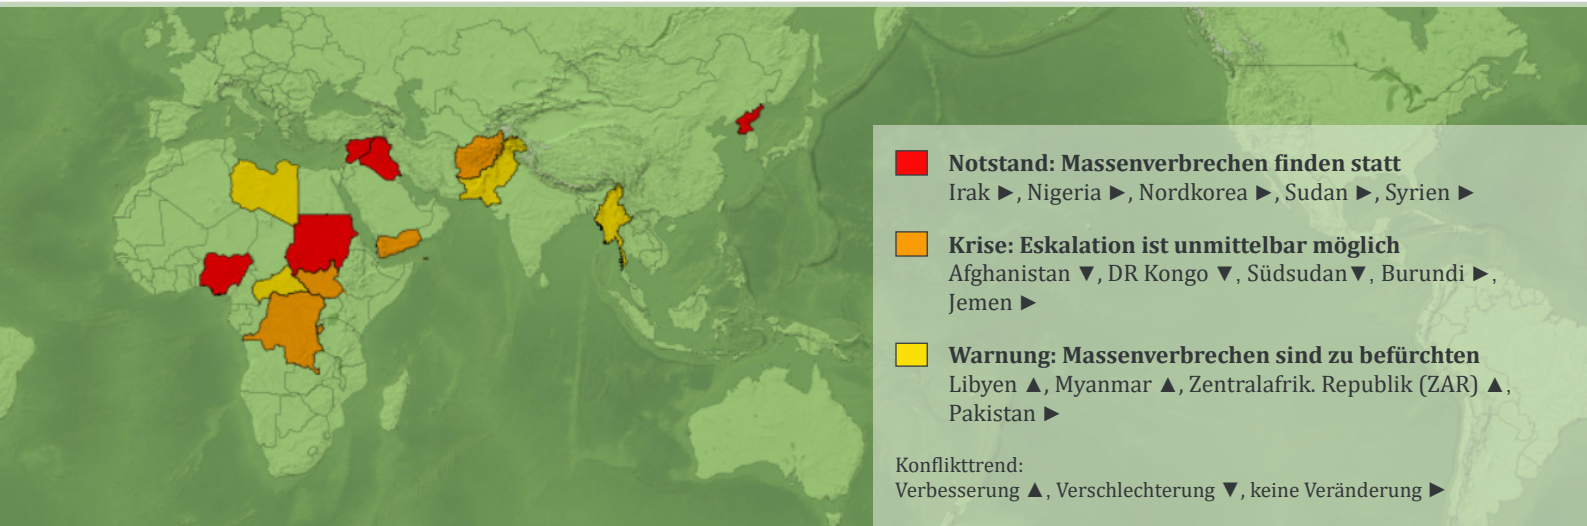 Notstand: Massenverbrechen finden statt
Irak ►, Nigeria ►, Nordkorea ►, Sudan ►, Syrien ►
Krise: Eskalation ist unmittelbar möglich
Afghanistan ▼, DR Kongo ▼, Südsudan▼, Burundi ►,
Jemen ►
Warnung: Massenverbrechen sind zu befürchten
Libyen ▲, Myanmar ▲, Zentralafrik. Republik (ZAR) ▲,
Pakistan ►
Konflikttrend:
Verbesserung ▲, Verschlechterung ▼, keine Veränderung ►